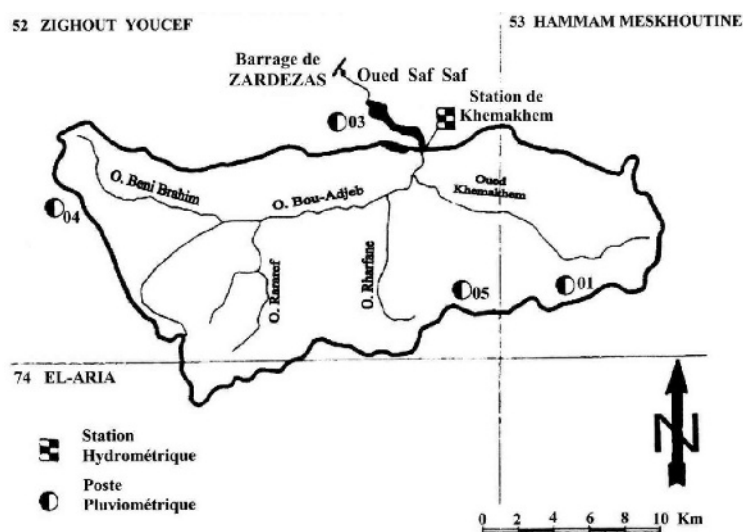 52 ZIGHOUT YOUCEF
53 HAMMAM MESKHOUTINE
Barrage de
ZARDEZAS
Oued Saf Saf
Station de
Khemakhem
03
O. Beni Brahim
O. Bou-Adjeb
Oued
Khemakhem
04
O. Rararef
O. Rharfane
05
01
74 EL-ARIA
Station
Hydrométrique
Poste
Pluviométrique
N
0 2 4 6 8 10 Km